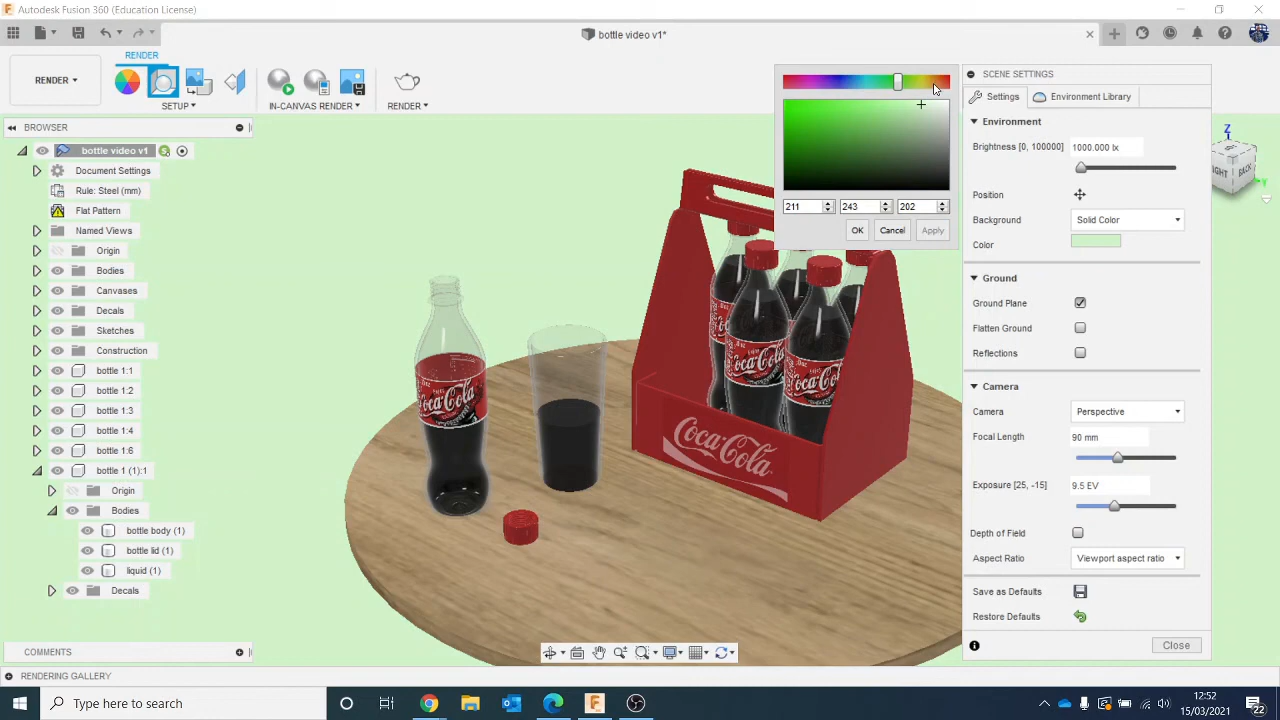 Autodesk Fusion 360 (Education License)
bottle video v1*
RENDER
RENDER
SETUP
IN-CANVAS RENDER
RENDER
BROWSER
bottle video v1
Document Settings
Rule: Steel (mm)
Flat Pattern
Named Views
Origin
Bodies
Canvases
Decals
Sketches
Construction
bottle 1:1
bottle 1:2
bottle 1:3
bottle 1:4
bottle 1:6
bottle 1 (1):1
Origin
Bodies
bottle body (1)
bottle lid (1)
liquid (1)
Decals
COMMENTS
RENDERING GALLERY
211 243 202
OK Cancel Apply
SCENE SETTINGS
Settings Environment Library
Environment
Brightness [0, 100000] 1000.000 lx
Position
Background Solid Color
Color
Ground
Ground Plane
Flatten Ground
Reflections
Camera
Camera Perspective
Focal Length 90 mm
Exposure [25, -15] 9.5 EV
Depth of Field
Aspect Ratio Viewport aspect ratio
Save as Defaults
Restore Defaults
Close
Z
Y
RIGHT BACK
Coca-Cola
Coca-Cola
Coca-Cola
Coca-Cola
Type here to search
12:52
15/03/2021
22